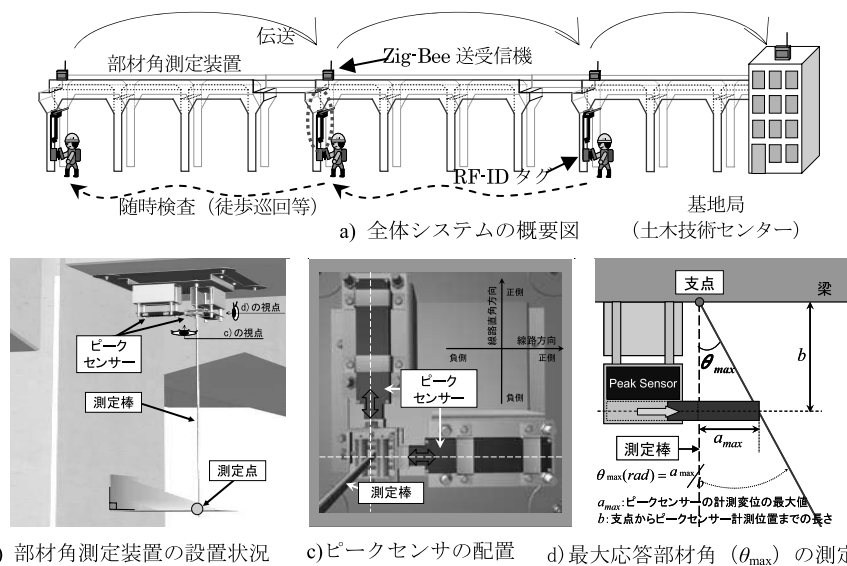 伝送
部材角測定装置
Zig-Bee 送受信機
RF-ID タグ
随時検査（徒歩巡回等）
a) 全体システムの概要図
基地局
（土木技術センター）
d)の視点
c)の視点
ピーク
センサー
測定棒
測定点
) 部材角測定装置の設置状況
線路直角方向
正側
線路方向
負側
正側
負側
ピーク
センサー
測定棒
c)ピークセンサの配置
支点
梁
θmax
b
Peak Sensor
amax
測定棒
θmax(rad) = amax/b
amax:ピークセンサーの計測変位の最大値
b:支点からピークセンサー計測位置までの長さ
d) 最大応答部材角（θmax）の測定